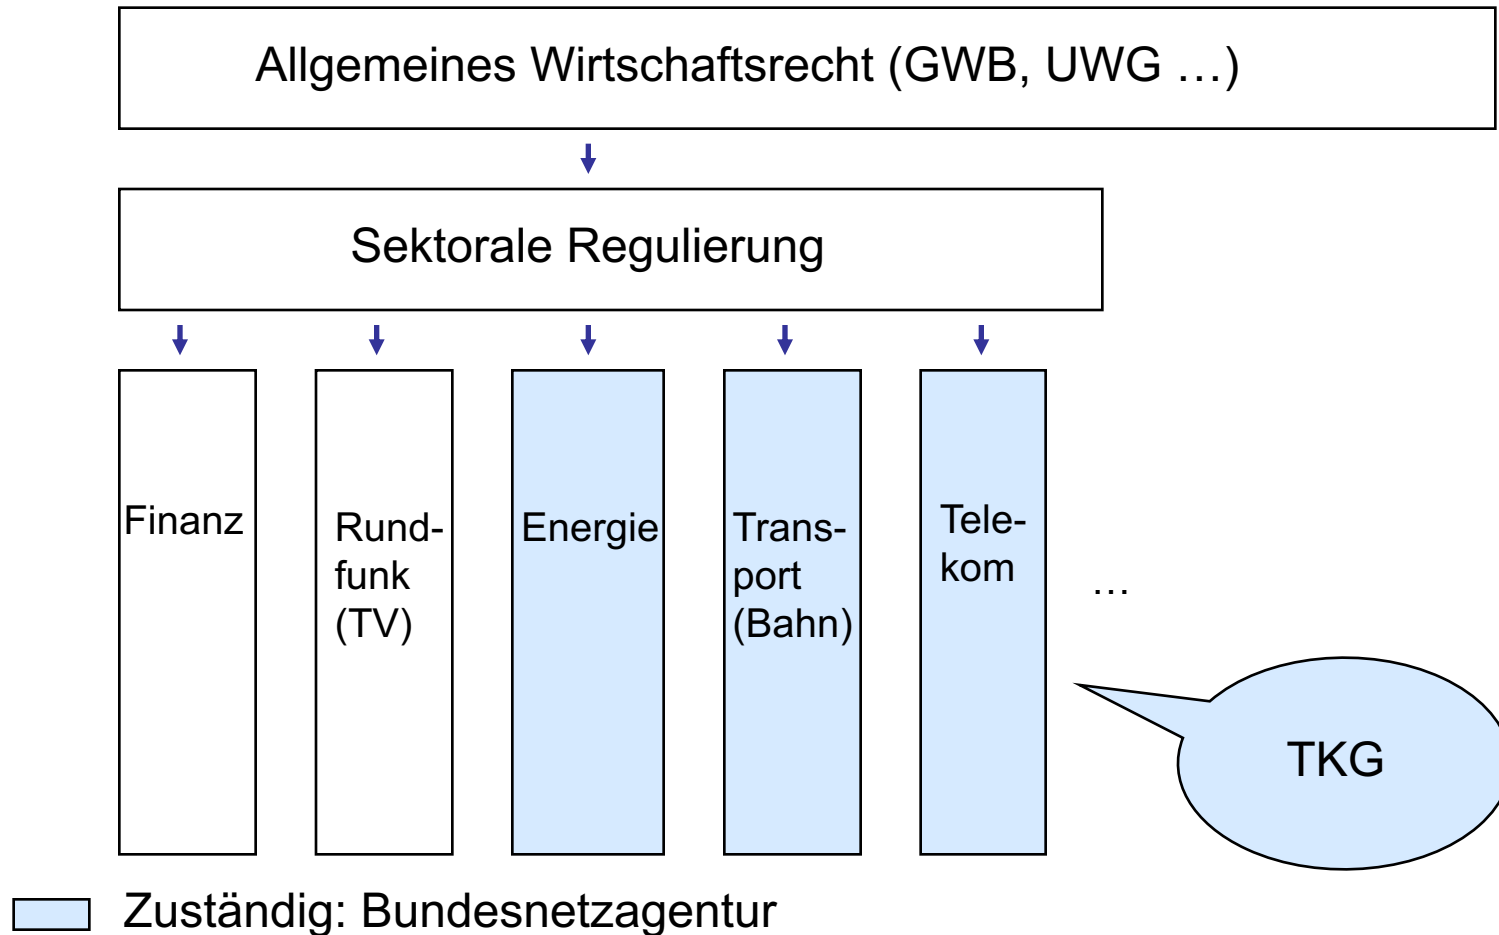 Allgemeines Wirtschaftsrecht (GWB, UWG …)
Sektorale Regulierung
Finanz
Rund-
funk
(TV)
Energie
Trans-
port
(Bahn)
Tele-
kom
…
TKG
Zuständig: Bundesnetzagentur